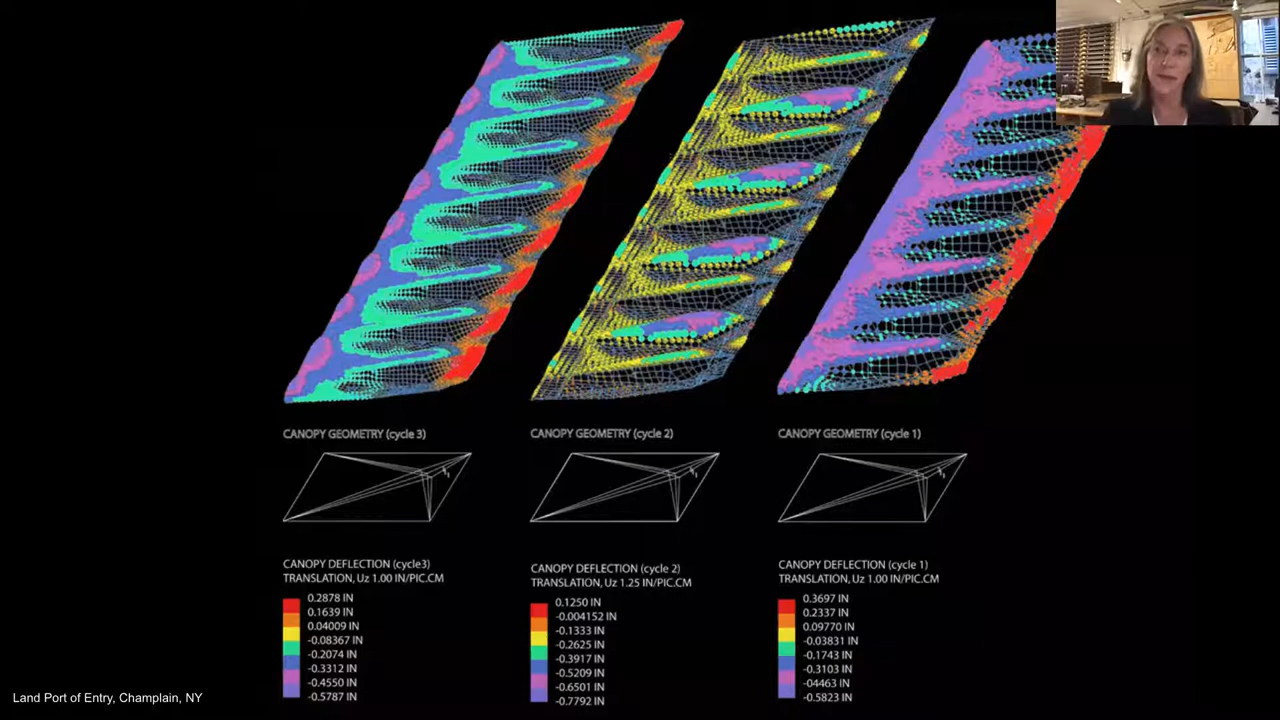 CANOPY GEOMETRY (cycle 3)
CANOPY GEOMETRY (cycle 2)
CANOPY GEOMETRY (cycle 1)
CANOPY DEFLECTION (cycle3)
TRANSLATION, Uz 1.00 IN/PIC.CM
0.2878 IN
0.1639 IN
0.04009 IN
-0.08367 IN
-0.2074 IN
-0.3312 IN
-0.4550 IN
-0.5787 IN
CANOPY DEFLECTION (cycle 2)
TRANSLATION, Uz 1.25 IN/PIC.CM
0.1250 IN
-0.004152 IN
-0.1333 IN
-0.2625 IN
-0.3917 IN
-0.5209 IN
-0.6501 IN
-0.7792 IN
CANOPY DEFLECTION (cycle 1)
TRANSLATION, Uz 1.00 IN/PIC.CM
0.3697 IN
0.2337 IN
0.09770 IN
-0.03831 IN
-0.1743 IN
-0.3103 IN
-04463 IN
-0.5823 IN
Land Port of Entry, Champlain, NY